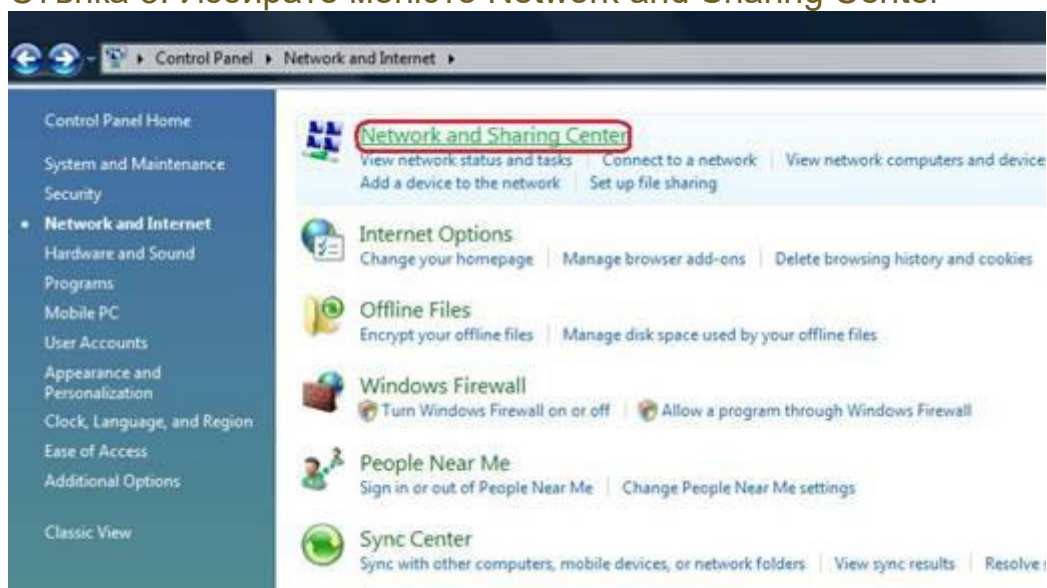 Изберате менюто Network and Sharing Center
Control Panel ▸ Network and Internet ▸
Control Panel Home
System and Maintenance
Security
Network and Internet
Hardware and Sound
Programs
Mobile PC
User Accounts
Appearance and
Personalization
Clock, Language, and Region
Ease of Access
Additional Options
Classic View
Network and Sharing Center
View network status and tasks | Connect to a network | View network computers and device
Add a device to the network | Set up file sharing
Internet Options
Change your homepage | Manage browser add-ons | Delete browsing history and cookies
Offline Files
Encrypt your offline files | Manage disk space used by your offline files
Windows Firewall
Turn Windows Firewall on or off | Allow a program through Windows Firewall
People Near Me
Sign in or out of People Near Me | Change People Near Me settings
Sync Center
Sync with other computers, mobile devices, or network folders | View sync results | Resolve